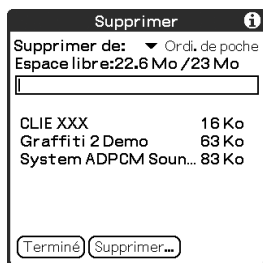 Supprimer i
Supprimer de: Ordi. de poche
Espace libre:22.6 Mo /23 Mo
CLIE XXX 16 Ko
Graffiti 2 Demo 63 Ko
System ADPCM Soun... 83 Ko
Terminé Supprimer...